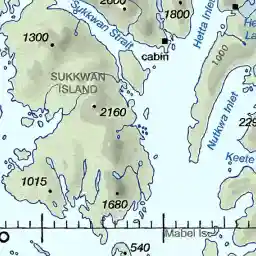 2000
1800
Sukkwan Strait
1300
cabin
Hetta Inlet
1000
SUKKWAN
ISLAND
2160
Nutkwa Inlet
Keete
1015
1680
Mabel Is.
540